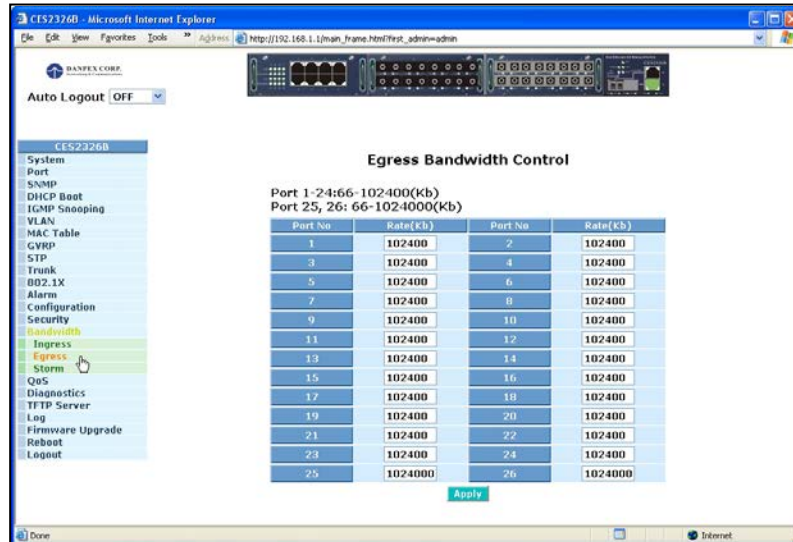 CES2326B - Microsoft Internet Explorer
File Edit View Favorites Tools » Address http://192.168.1.1/main_frame.html?first_admin=admin
DANPEX CORP.
Auto Logout OFF
CES2326B
System
Port
SNMP
DHCP Boot
IGMP Snooping
VLAN
MAC Table
GVRP
STP
Trunk
802.1X
Alarm
Configuration
Security
Bandwidth
Ingress
Egress
Storm
QoS
Diagnostics
TFTP Server
Log
Firmware Upgrade
Reboot
Logout
Egress Bandwidth Control
Port 1-24:66-102400(Kb)
Port 25, 26: 66-1024000(Kb)
Port No Rate(Kb) Port No Rate(Kb)
1 102400 2 102400
3 102400 4 102400
5 102400 6 102400
7 102400 8 102400
9 102400 10 102400
11 102400 12 102400
13 102400 14 102400
15 102400 16 102400
17 102400 18 102400
19 102400 20 102400
21 102400 22 102400
23 102400 24 102400
25 1024000 26 1024000
Apply
Done Internet